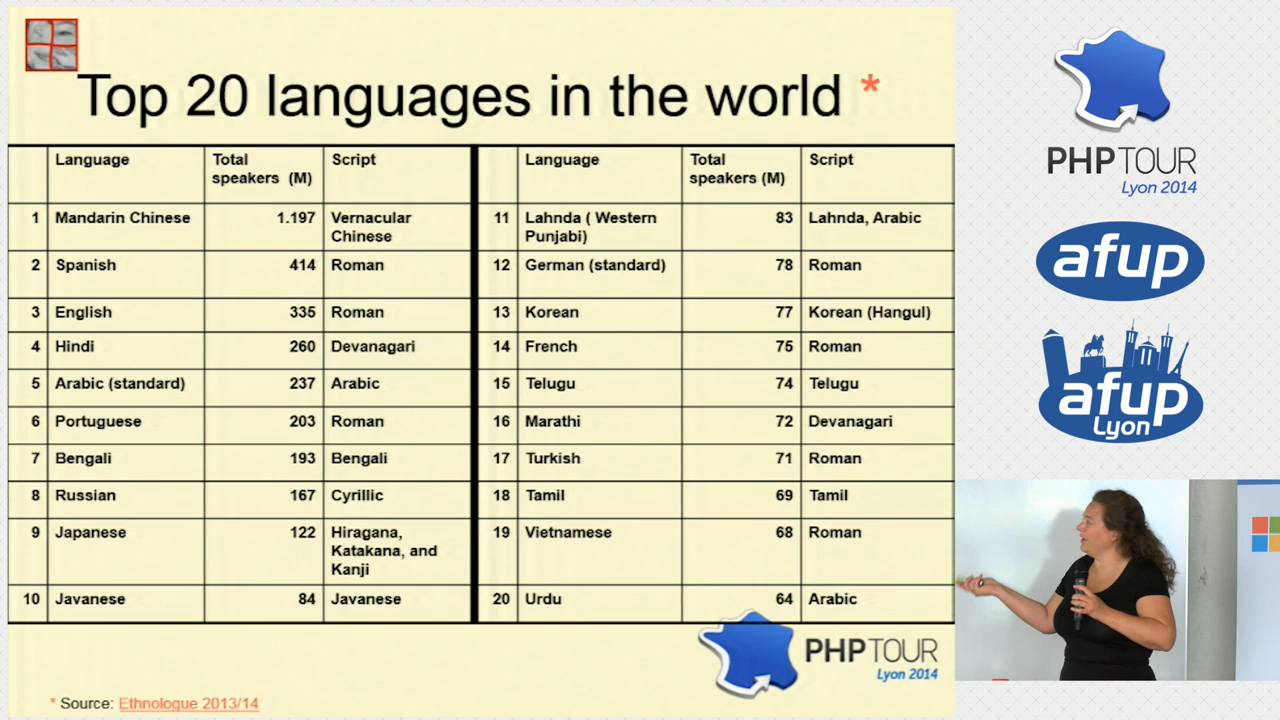 Top 20 languages in the world *
Language Total speakers (M) Script
1 Mandarin Chinese 1.197 Vernacular Chinese
2 Spanish 414 Roman
3 English 335 Roman
4 Hindi 260 Devanagari
5 Arabic (standard) 237 Arabic
6 Portuguese 203 Roman
7 Bengali 193 Bengali
8 Russian 167 Cyrillic
9 Japanese 122 Hiragana, Katakana, and Kanji
10 Javanese 84 Javanese
Language Total speakers (M) Script
11 Lahnda ( Western Punjabi) 83 Lahnda, Arabic
12 German (standard) 78 Roman
13 Korean 77 Korean (Hangul)
14 French 75 Roman
15 Telugu 74 Telugu
16 Marathi 72 Devanagari
17 Turkish 71 Roman
18 Tamil 69 Tamil
19 Vietnamese 68 Roman
20 Urdu 64 Arabic
PHPTOUR
Lyon 2014
* Source: Ethnologue 2013/14
PHPTOUR
Lyon 2014
afup
afup
Lyon